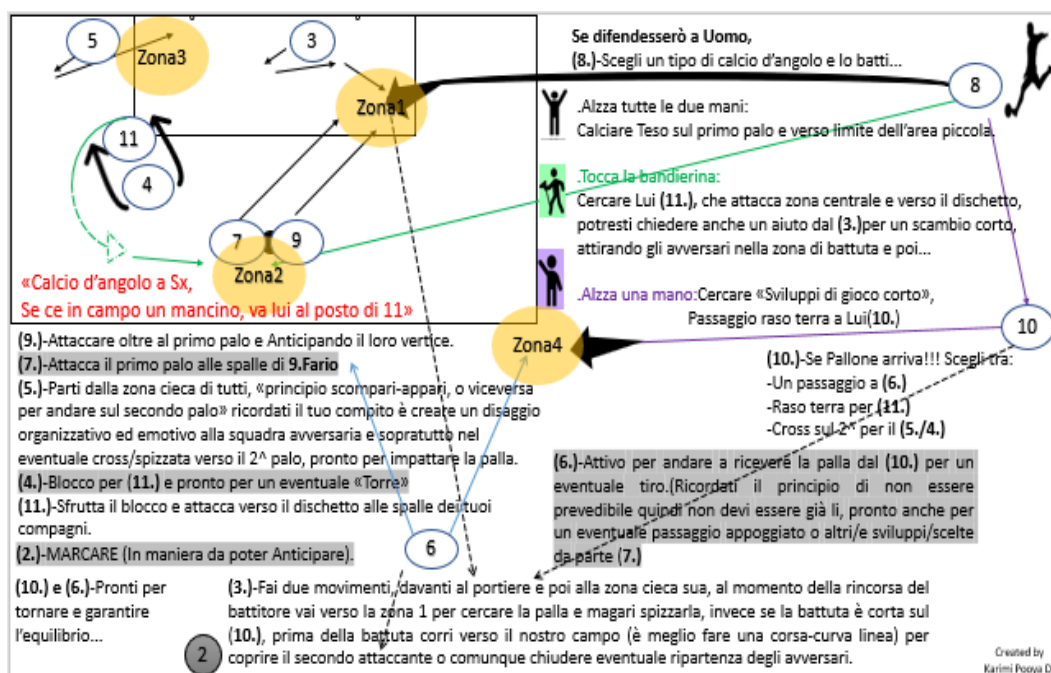 5
Zona3
3
Zona1
11
4
7
9
Zona2
«Calcio d'angolo a Sx,
Se ce in campo un mancino, va lui al posto di 11»
Se difendesserò a Uomo,
(8.)-Scegli un tipo di calcio d'angolo e lo batti...
8
.Alzza tutte le due mani:
Calciare Teso sul primo palo e verso limite dell'area piccola.
.Tocca la bandierina:
Cercare Lui (11.), che attacca zona centrale e verso il dischetto,
potresti chiedere anche un aiuto dal (3.)per un scambio corto,
attirando gli avversari nella zona di battuta e poi...
.Alzza una mano:Cercare «Sviluppi di gioco corto»,
Passaggio raso terra a Lui(10.)
10
Zona4
(9.)-Attaccare oltre al primo palo e Anticipando il loro vertice.
(7.)-Attacca il primo palo alle spalle di 9.Fario
(5.)-Parti dalla zona cieca di tutti, «principio scompari-appari, o viceversa
per andare sul secondo palo» ricordati il tuo compito è creare un disaggio
organizzativo ed emotivo alla squadra avversaria e sopratutto nel
eventuale cross/spizzata verso il 2^ palo, pronto per impattare la palla.
(4.)-Blocco per (11.) e pronto per un eventuale «Torre»
(11.)-Sfrutta il blocco e attacca verso il dischetto alle spalle dei tuoi
compagni.
(2.)-MARCARE (In maniera da poter Anticipare).
(10.)-Se Pallone arriva!!! Scegli tra:
-Un passaggio a (6.)
-Raso terra per (11.)
-Cross sul 2^ per il (5./4.)
(6.)-Attivo per andare a ricevere la palla dal (10.) per un
eventuale tiro.(Ricordati il principio di non essere
prevedibile quindi non devi essere già li, pronto anche per
un eventuale passaggio appoggiato o altri/e sviluppi/scelte
da parte (7.)
6
(10.) e (6.)-Pronti per
tornare e garantire
l'equilibrio...
2
(3.)-Fai due movimenti, davanti al portiere e poi alla zona cieca sua, al momento della rincorsa del
battitore vai verso la zona 1 per cercare la palla e magari spizzarla, invece se la battuta è corta sul
(10.), prima della battuta corri verso il nostro campo (è meglio fare una corsa-curva linea) per
coprire il secondo attaccante o comunque chiudere eventuale ripartenza degli avversari.
Created by
Karimi Pooya D